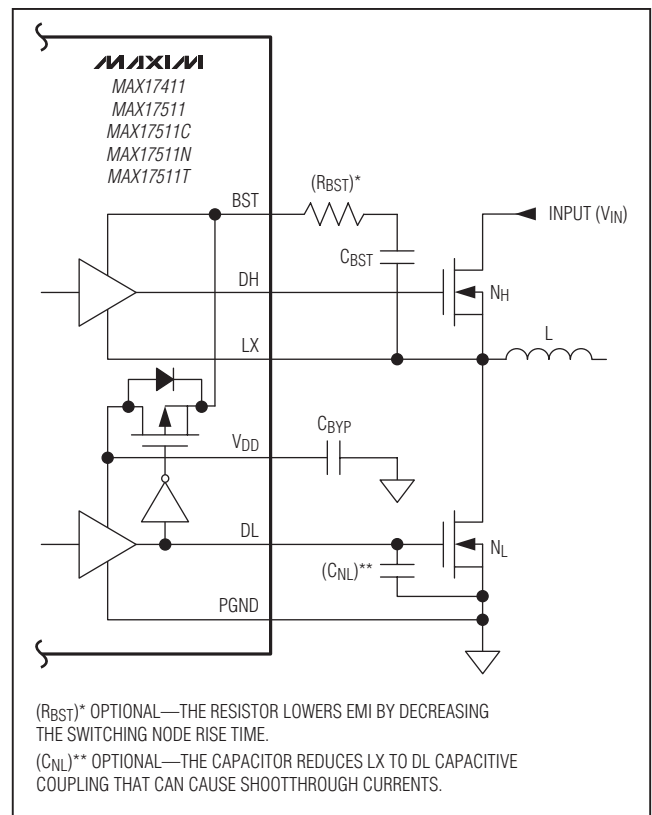 MAXIM
MAX17411
MAX17511
MAX17511C
MAX17511N
MAX17511T
BST
(RBST)*
INPUT (VIN)
CBST
DH
NH
LX
L
CBYP
VDD
DL
NL
(CNL)**
PGND
(RBST)* OPTIONAL—THE RESISTOR LOWERS EMI BY DECREASING
THE SWITCHING NODE RISE TIME.
(CNL)** OPTIONAL—THE CAPACITOR REDUCES LX TO DL CAPACITIVE
COUPLING THAT CAN CAUSE SHOOTTHROUGH CURRENTS.